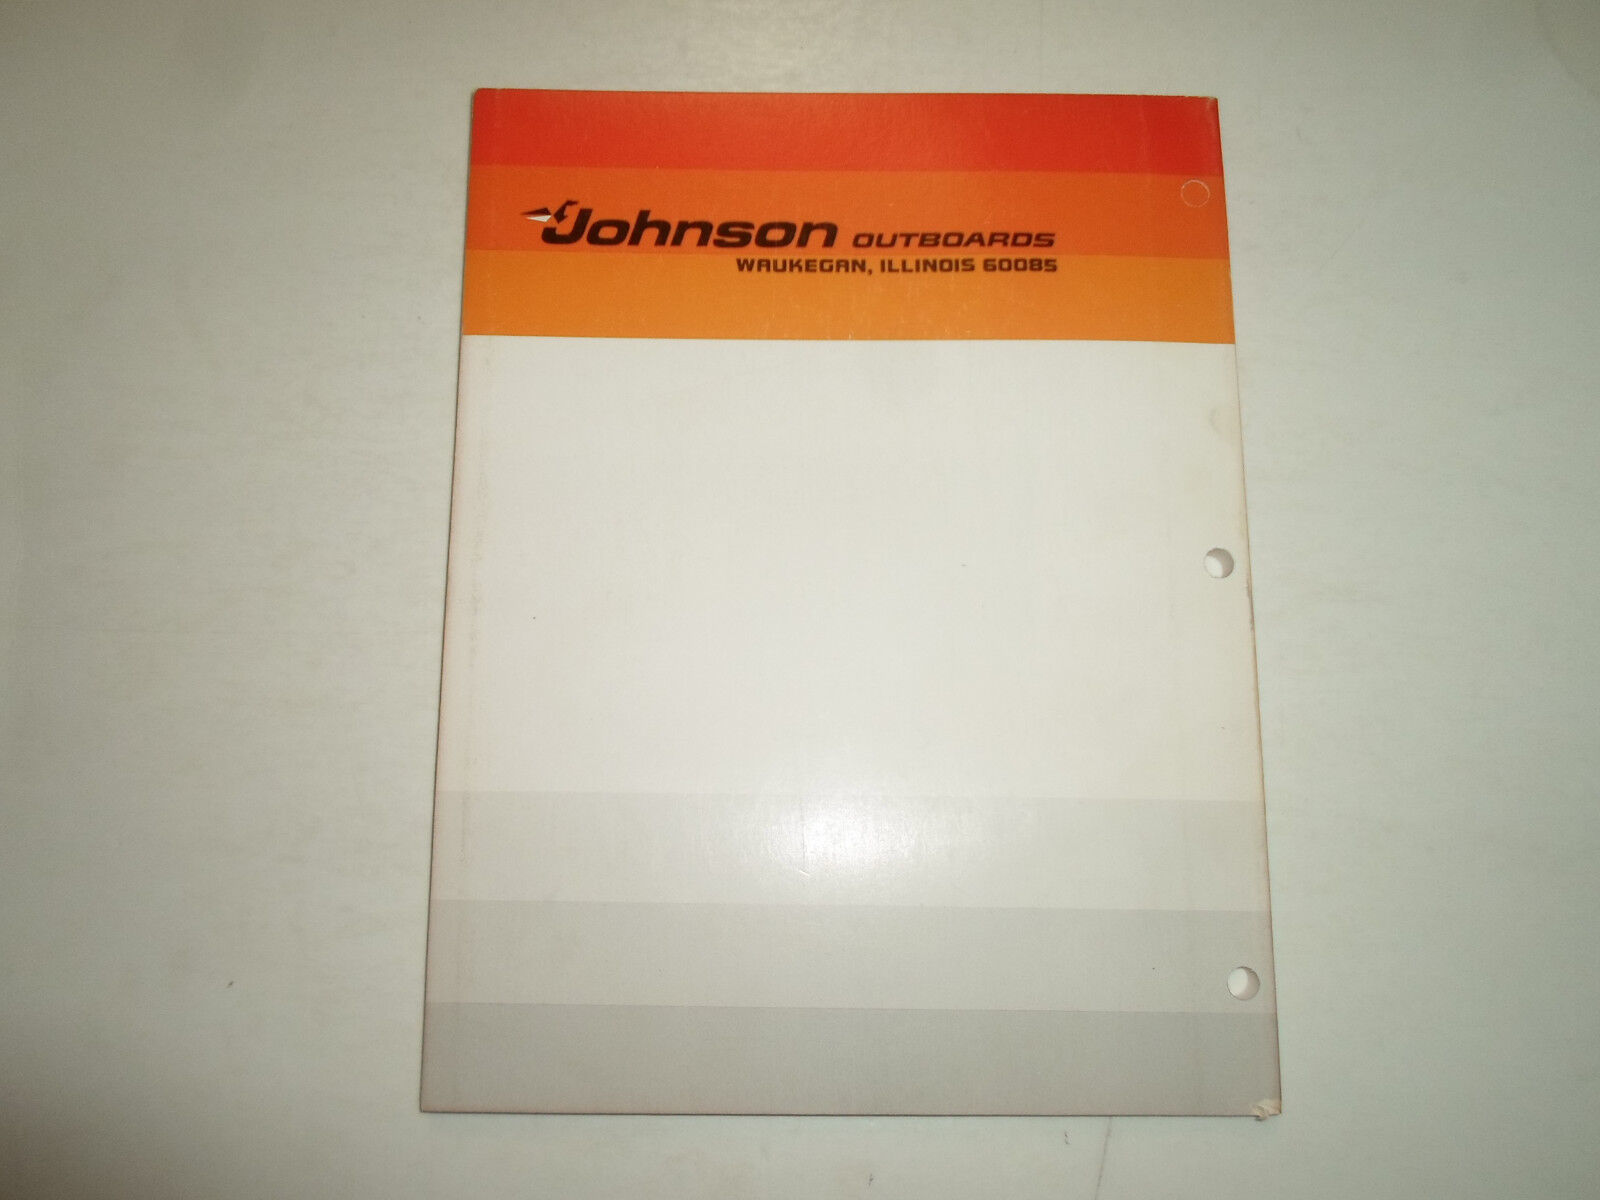 Johnson OUTBOARDS
WAUKEGAN, ILLINOIS 60085